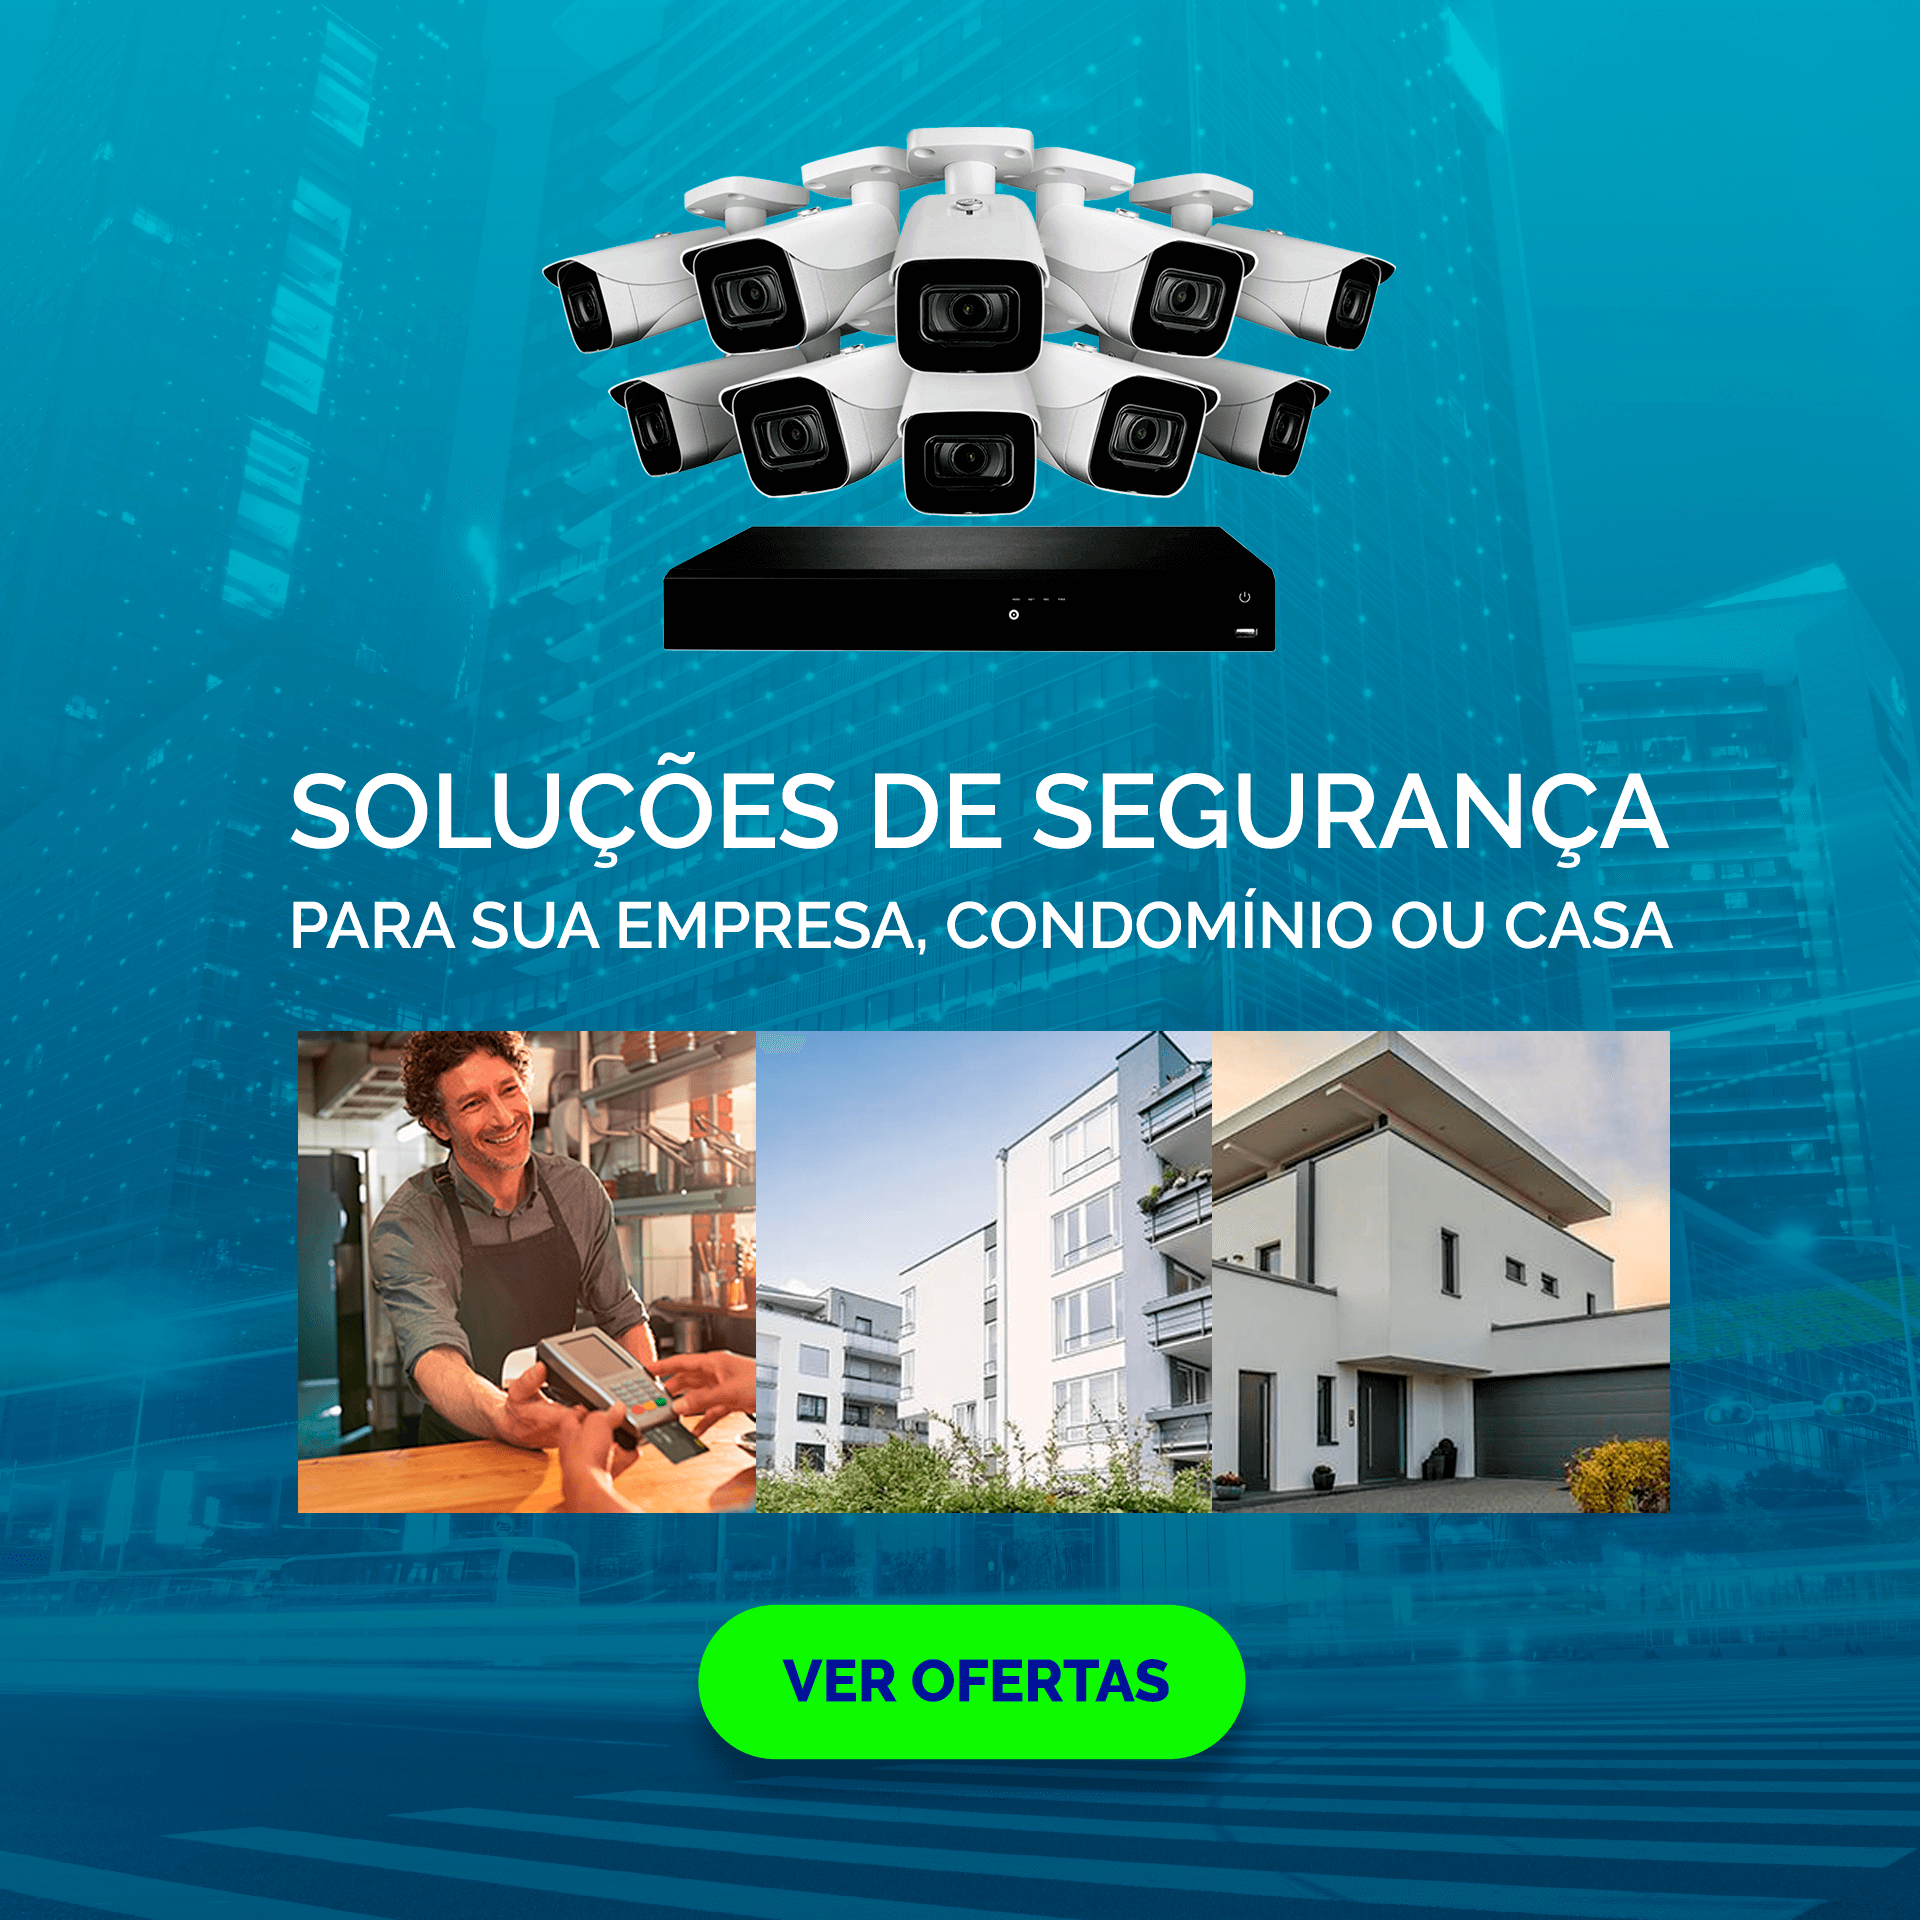 SOLUÇÕES DE SEGURANÇA
PARA SUA EMPRESA, CONDOMÍNIO OU CASA
VER OFERTAS